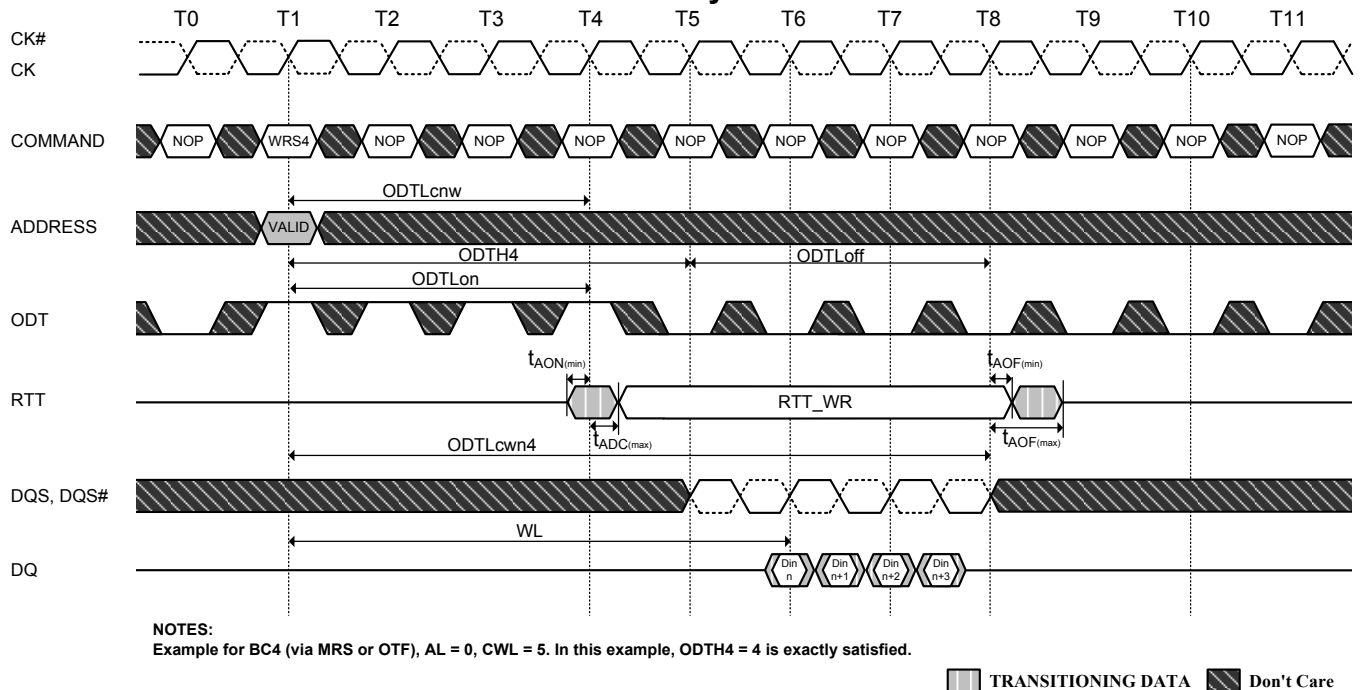 T0 T1 T2 T3 T4 T5 T6 T7 T8 T9 T10 T11
CK#
CK
COMMAND NOP WRS4 NOP NOP NOP NOP NOP NOP NOP NOP NOP NOP
ODTLcnw
ADDRESS VALID
ODTH4 ODTLoff
ODTLon
ODT
tAON(min) tAOF(min)
RTT RTT_WR
tADC(max) tAOF(max)
ODTLcwn4
DQS, DQS#
WL
DQ Din n Din n+1 Din n+2 Din n+3
NOTES:
Example for BC4 (via MRS or OTF), AL = 0, CWL = 5. In this example, ODTH4 = 4 is exactly satisfied.
TRANSITIONING DATA Don't Care